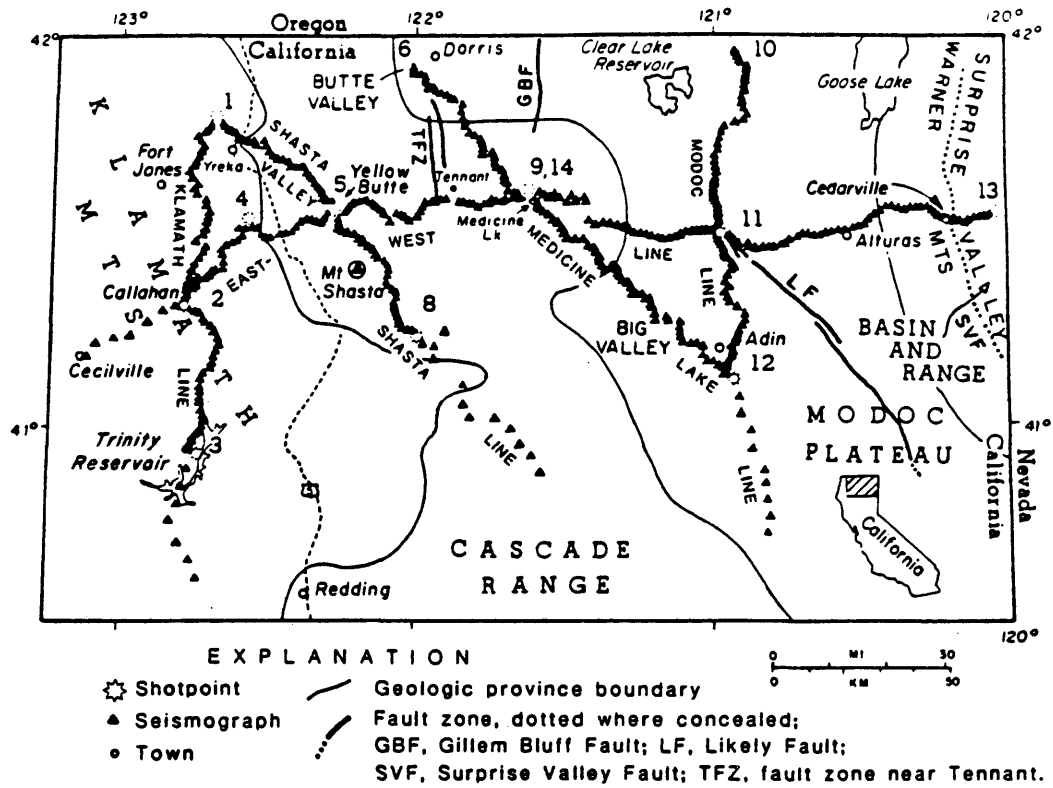 Oregon
California
123°
122°
121°
120°
42°
42°
6
Dorris
BUTTE
VALLEY
GBF
Clear Lake
Reservoir
10
Goose Lake
WARNER
MTS
SURPRISE
VALLEY
SVF
KLAMATH
MTS
1
Fort
Jones
Yreka
SHASTA
VALLEY
4
KLAMATH
LINE
5
Yellow
Butte
TFZ
Tennant
9,14
Medicine
Lk
MODOC
LINE
Cedarville
13
11
Alturas
EAST-
WEST
LINE
MEDICINE
LAKE
LINE
Mt
Shasta
Callahan
2
8
SHASTA
LINE
LF
BIG
VALLEY
Adin
12
BASIN
AND
RANGE
Cecilville
41°
41°
Trinity
Reservoir
3
5
MODOC
PLATEAU
California
Nevada
California
CASCADE
RANGE
Redding
120°
EXPLANATION
Shotpoint
Seismograph
Town
Geologic province boundary
Fault zone, dotted where concealed;
GBF, Gillem Bluff Fault; LF, Likely Fault;
SVF, Surprise Valley Fault; TFZ, fault zone near Tennant.
0 MI 30
0 KM 50